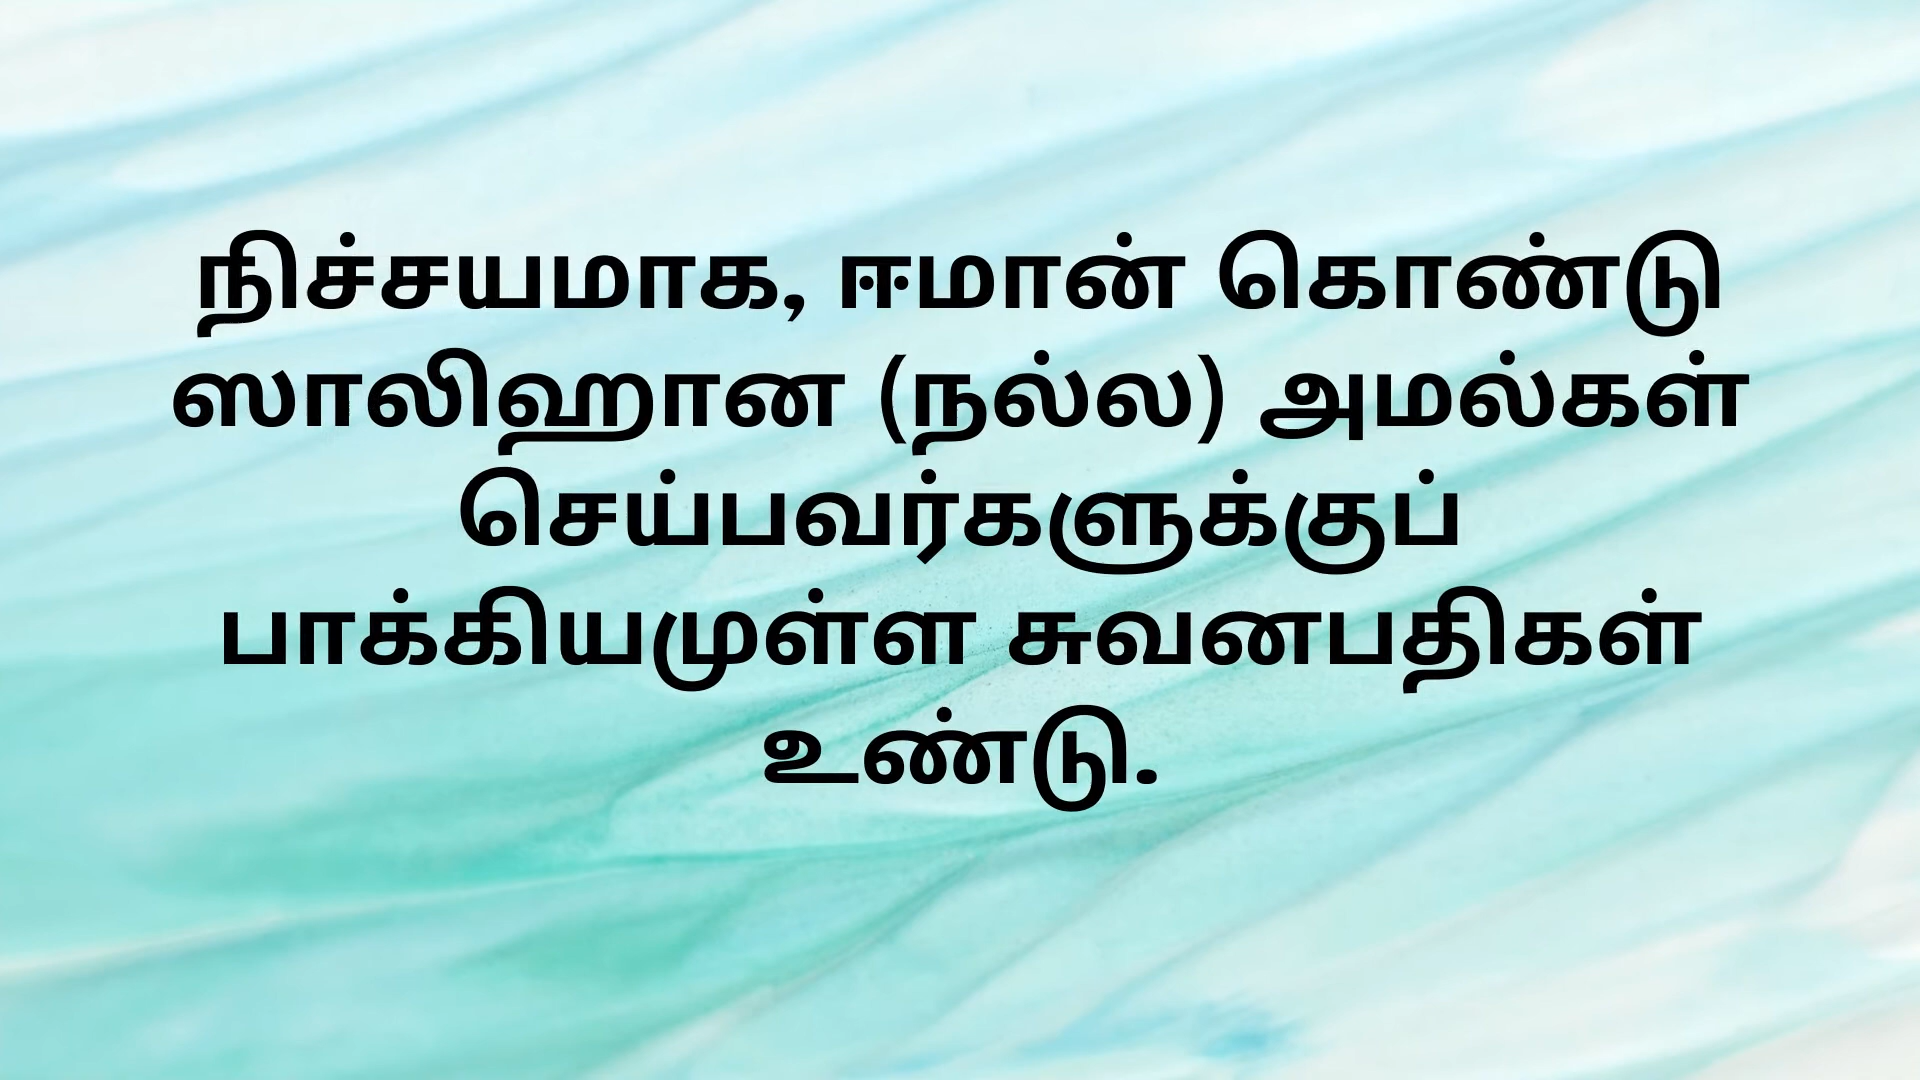 நிச்சயமாக, ஈமான் கொண்டு
ஸாலிஹான (நல்ல) அமல்கள்
செய்பவர்களுக்குப்
பாக்கியமுள்ள சுவனபதிகள்
உண்டு.